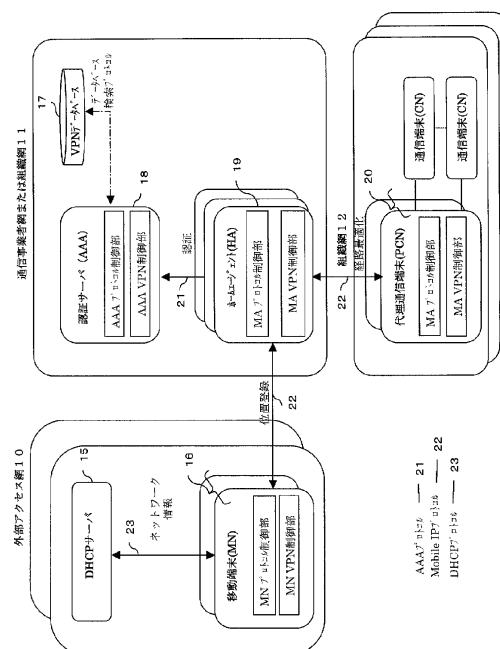 外部アクセス網10
15
DHCPサーバ
23
ネットワーク
情報
16
移動端末(MN)
MN プロトコル制御部
MN VPN制御部
位置登録
22
通信事業者網または組織網11
17
VPNデータベース
データベース
検索プロトコル
認証サーバ (AAA)
AAA プロトコル制御部
AAA VPN制御部
18
認証
21
19
ホームエージェント(HA)
MA プロトコル制御部
MA VPN制御部
組織網12
経路最適化
22
20
代理通信端末(PCN)
MA プロトコル制御部
MA VPN制御部
通信端末(CN)
通信端末(CN)
AAAプロトコル 21
Mobile IPプロトコル 22
DHCPプロトコル 23